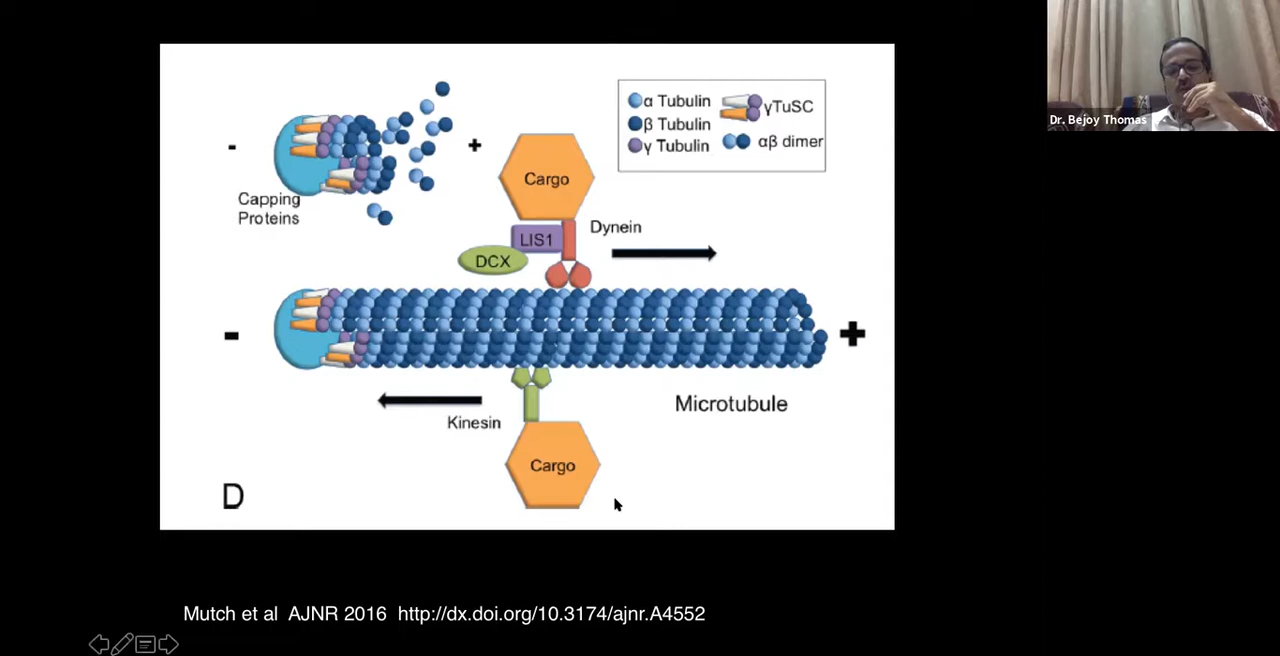 α Tubulin
β Tubulin
γ Tubulin
γTuSC
αβ dimer
-
+
Capping
Proteins
Cargo
LIS1
DCX
Dynein
-
+
Kinesin
Microtubule
Cargo
D
Mutch et al AJNR 2016 http://dx.doi.org/10.3174/ajnr.A4552
Dr. Bejoy Thomas